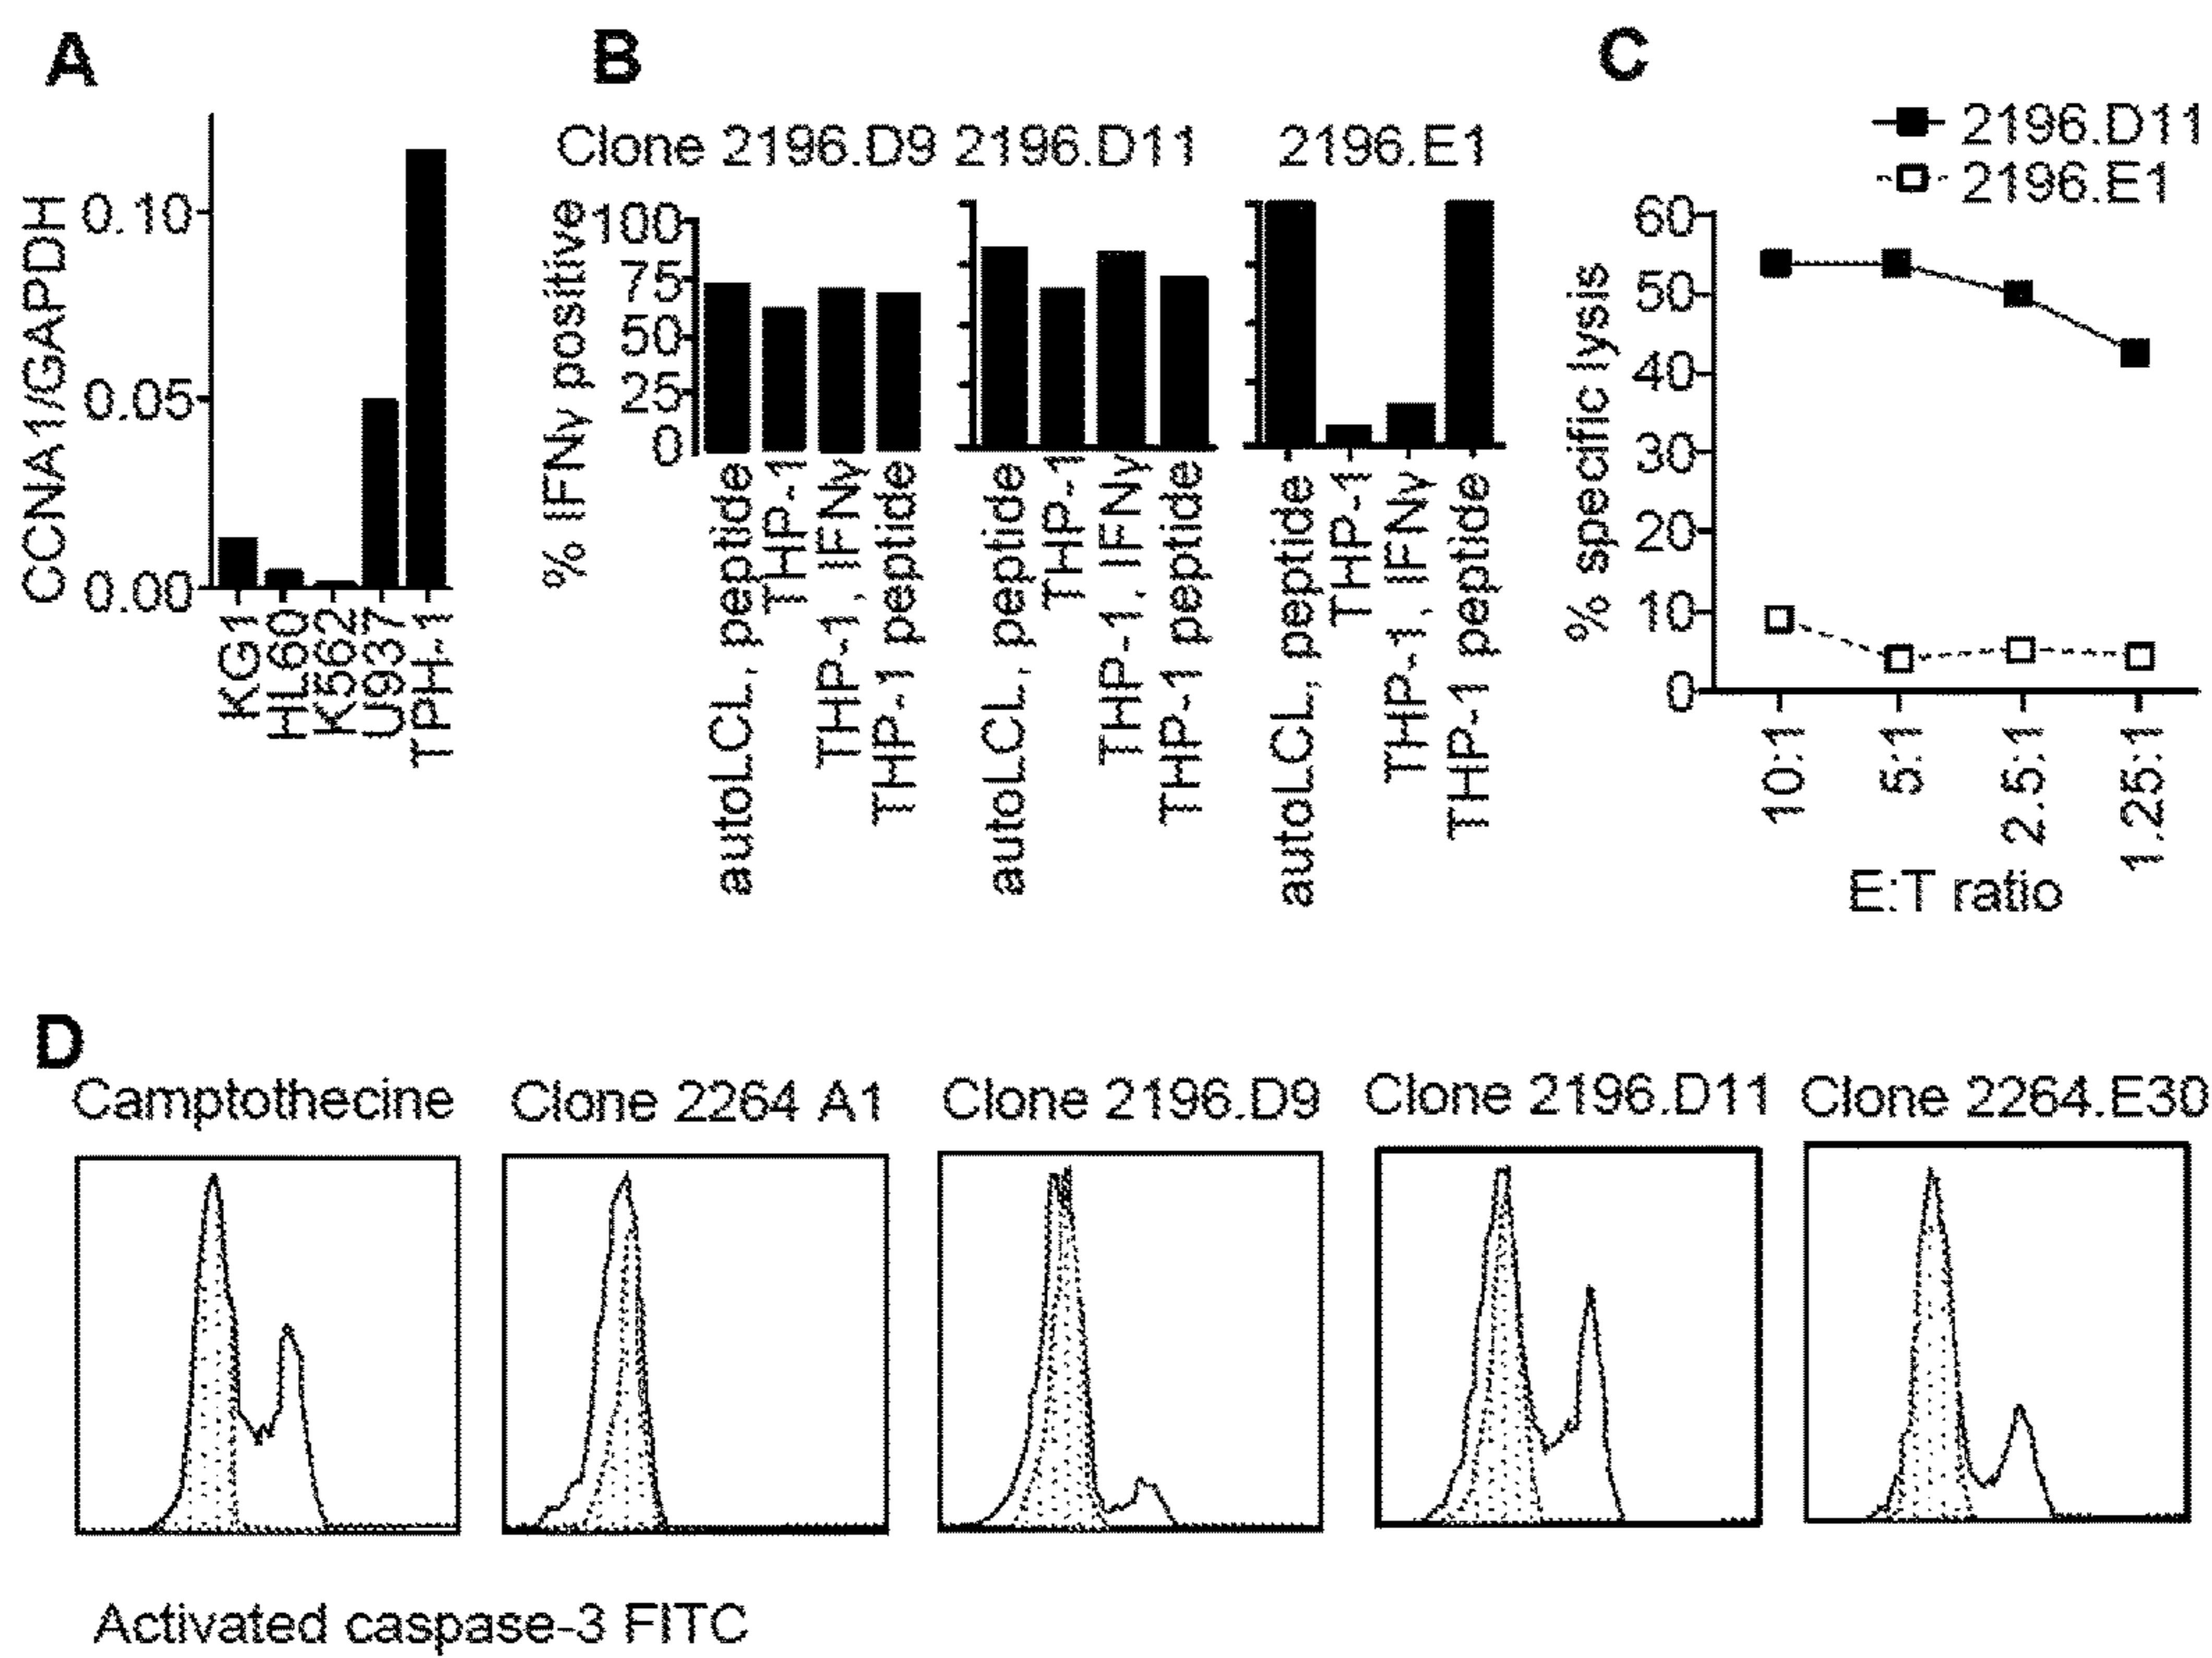 A
CCNA1/GAPDH
0.10
0.05
0.00
KG1
HL60
K562
U937
TPH-1
B
Clone 2196.D9 2196.D11 2196.E1
% IFNγ positive
100
75
50
25
0
autoLCL, peptide
THP-1
THP-1, IFNγ
THP-1 peptide
autoLCL, peptide
THP-1
THP-1, IFNγ
THP-1 peptide
autoLCL, peptide
THP-1
THP-1, IFNγ
THP-1 peptide
C
2196.D11
2196.E1
% specific lysis
60
50
40
30
20
10
0
10:1
5:1
2.5:1
1.25:1
E:T ratio
D
Camptothecine
Clone 2264 A1
Clone 2196.D9
Clone 2196.D11
Clone 2264.E30
Activated caspase-3 FITC